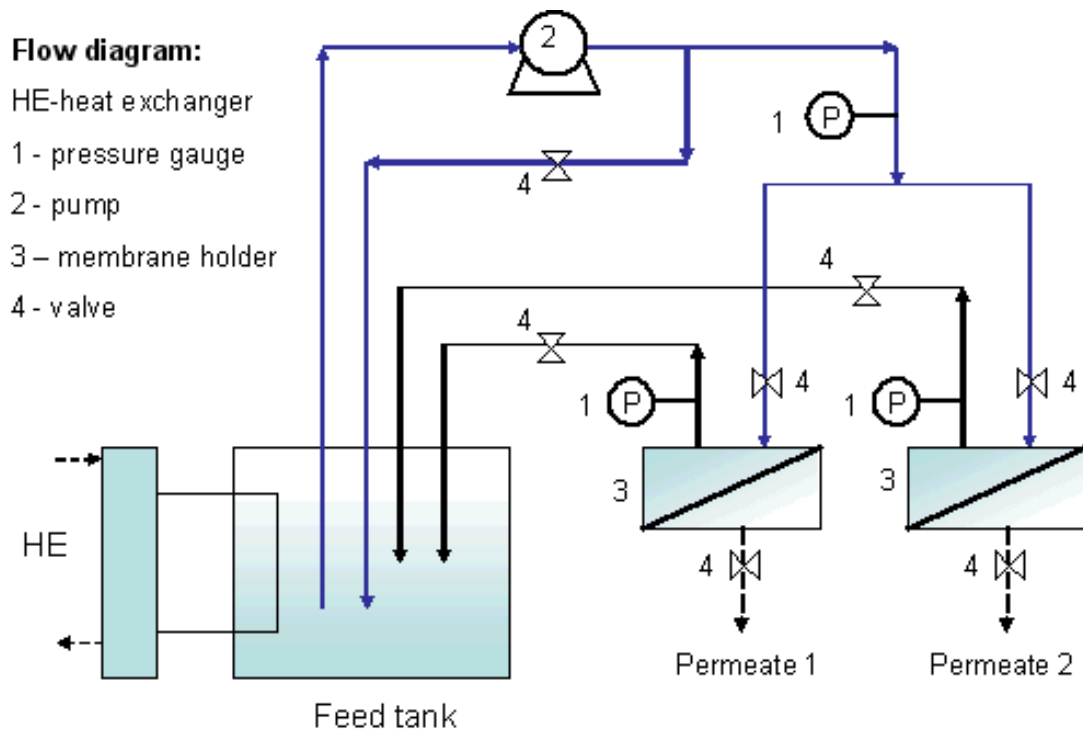 Flow diagram:
HE-heat exchanger
1 - pressure gauge
2 - pump
3 – membrane holder
4 - valve
2
1 P
4
4
4
4
4
1 P
1 P
3
3
HE
4
4
Permeate 1
Permeate 2
Feed tank